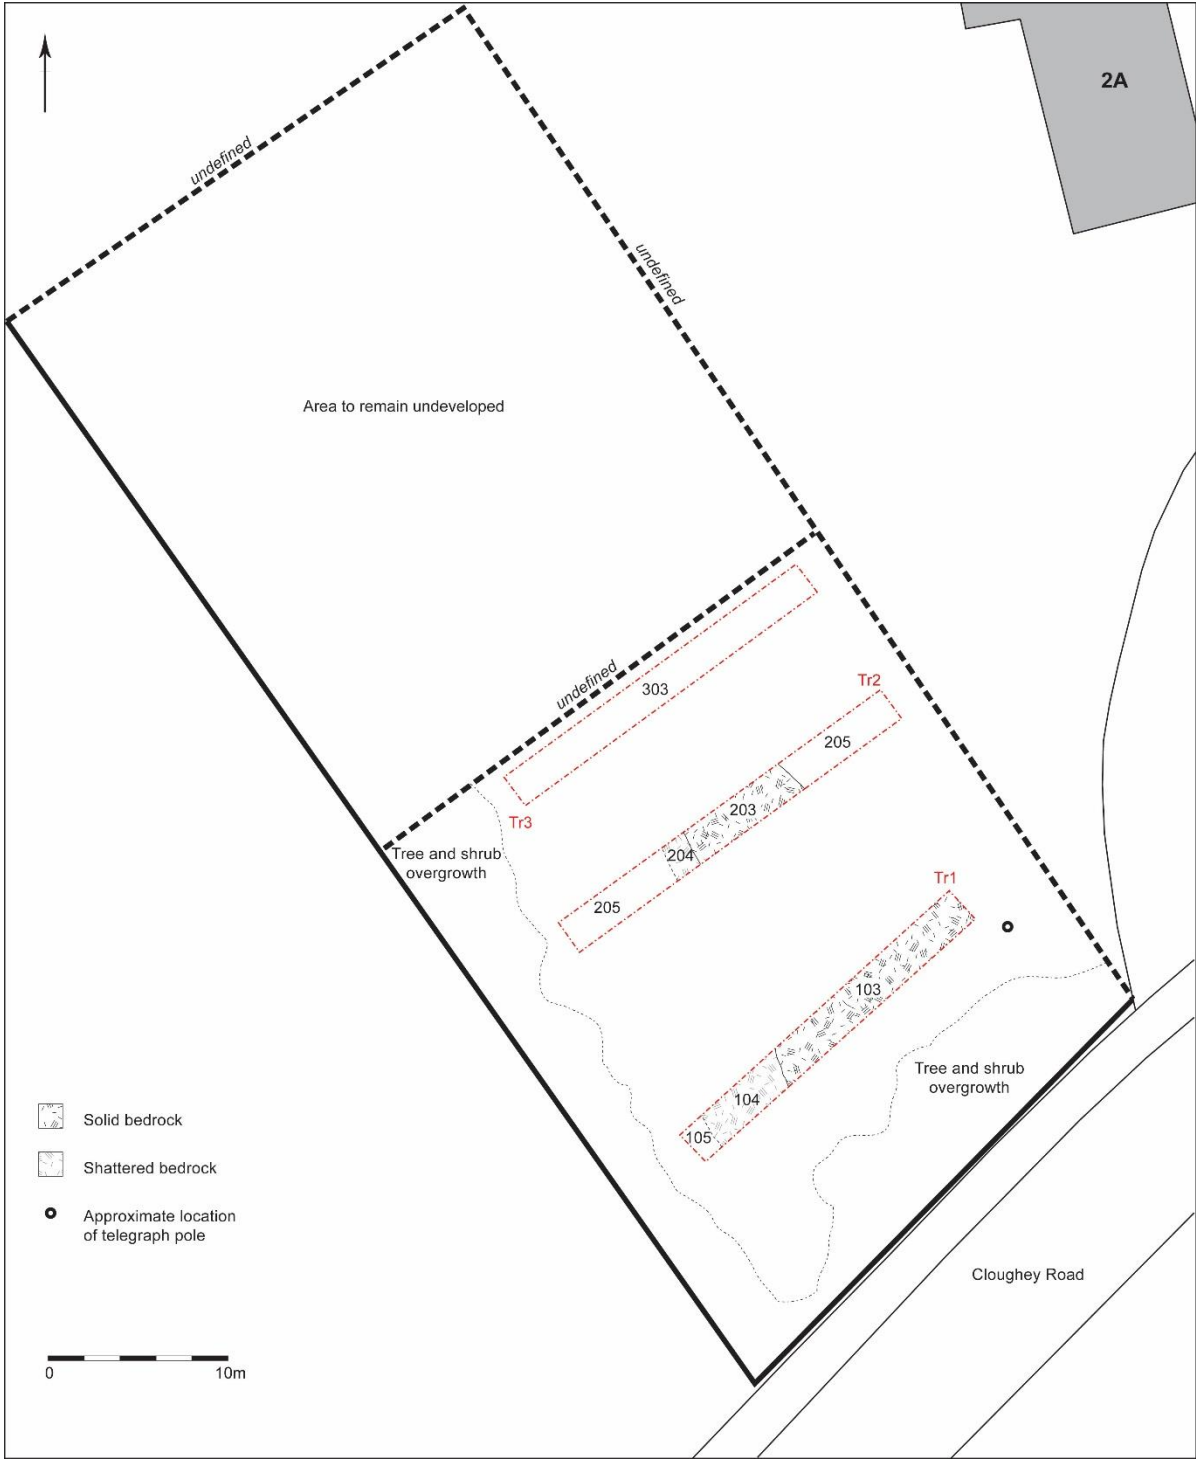 2A
undefined
undefined
Area to remain undeveloped
undefined
303
Tr2
205
203
Tr3
204
Tree and shrub
overgrowth
205
Tr1
103
Tree and shrub
overgrowth
104
105
Solid bedrock
Shattered bedrock
Approximate location
of telegraph pole
Cloughey Road
0 10m